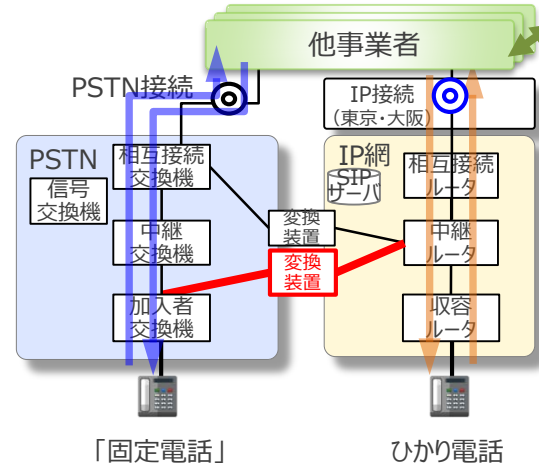 他事業者
PSTN接続
IP接続
（東京・大阪）
PSTN
相互接続
交換機
信号
交換機
中継
交換機
加入者
交換機
変換
装置
変換
装置
IP網
SIP
サーバ
相互接続
ルータ
中継
ルータ
収容
ルータ
「固定電話」
ひかり電話